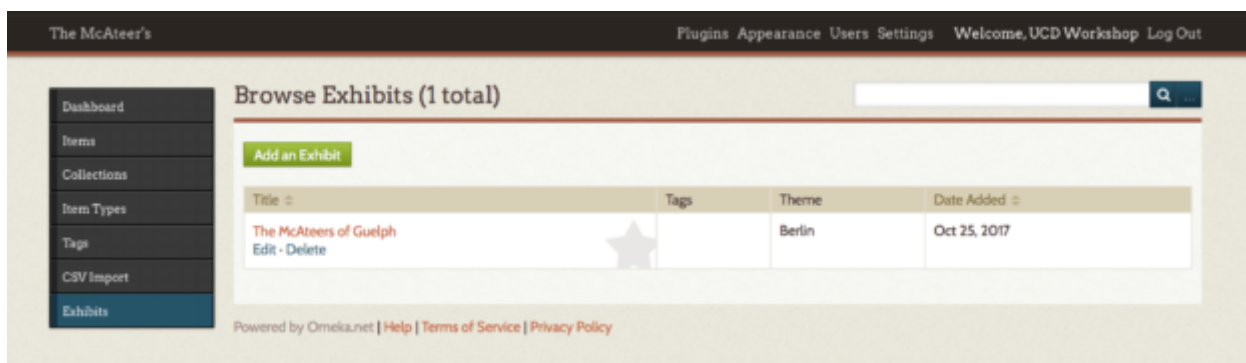 The McAteer's Plugins Appearance Users Settings Welcome, UCD Workshop Log Out
Browse Exhibits (1 total)
...
Dashboard
Items
Collections
Item Types
Tags
CSV Import
Exhibits
Add an Exhibit
Title Tags Theme Date Added
The McAteers of Guelph Berlin Oct 25, 2017
Edit · Delete
Powered by Omeka.net | Help | Terms of Service | Privacy Policy